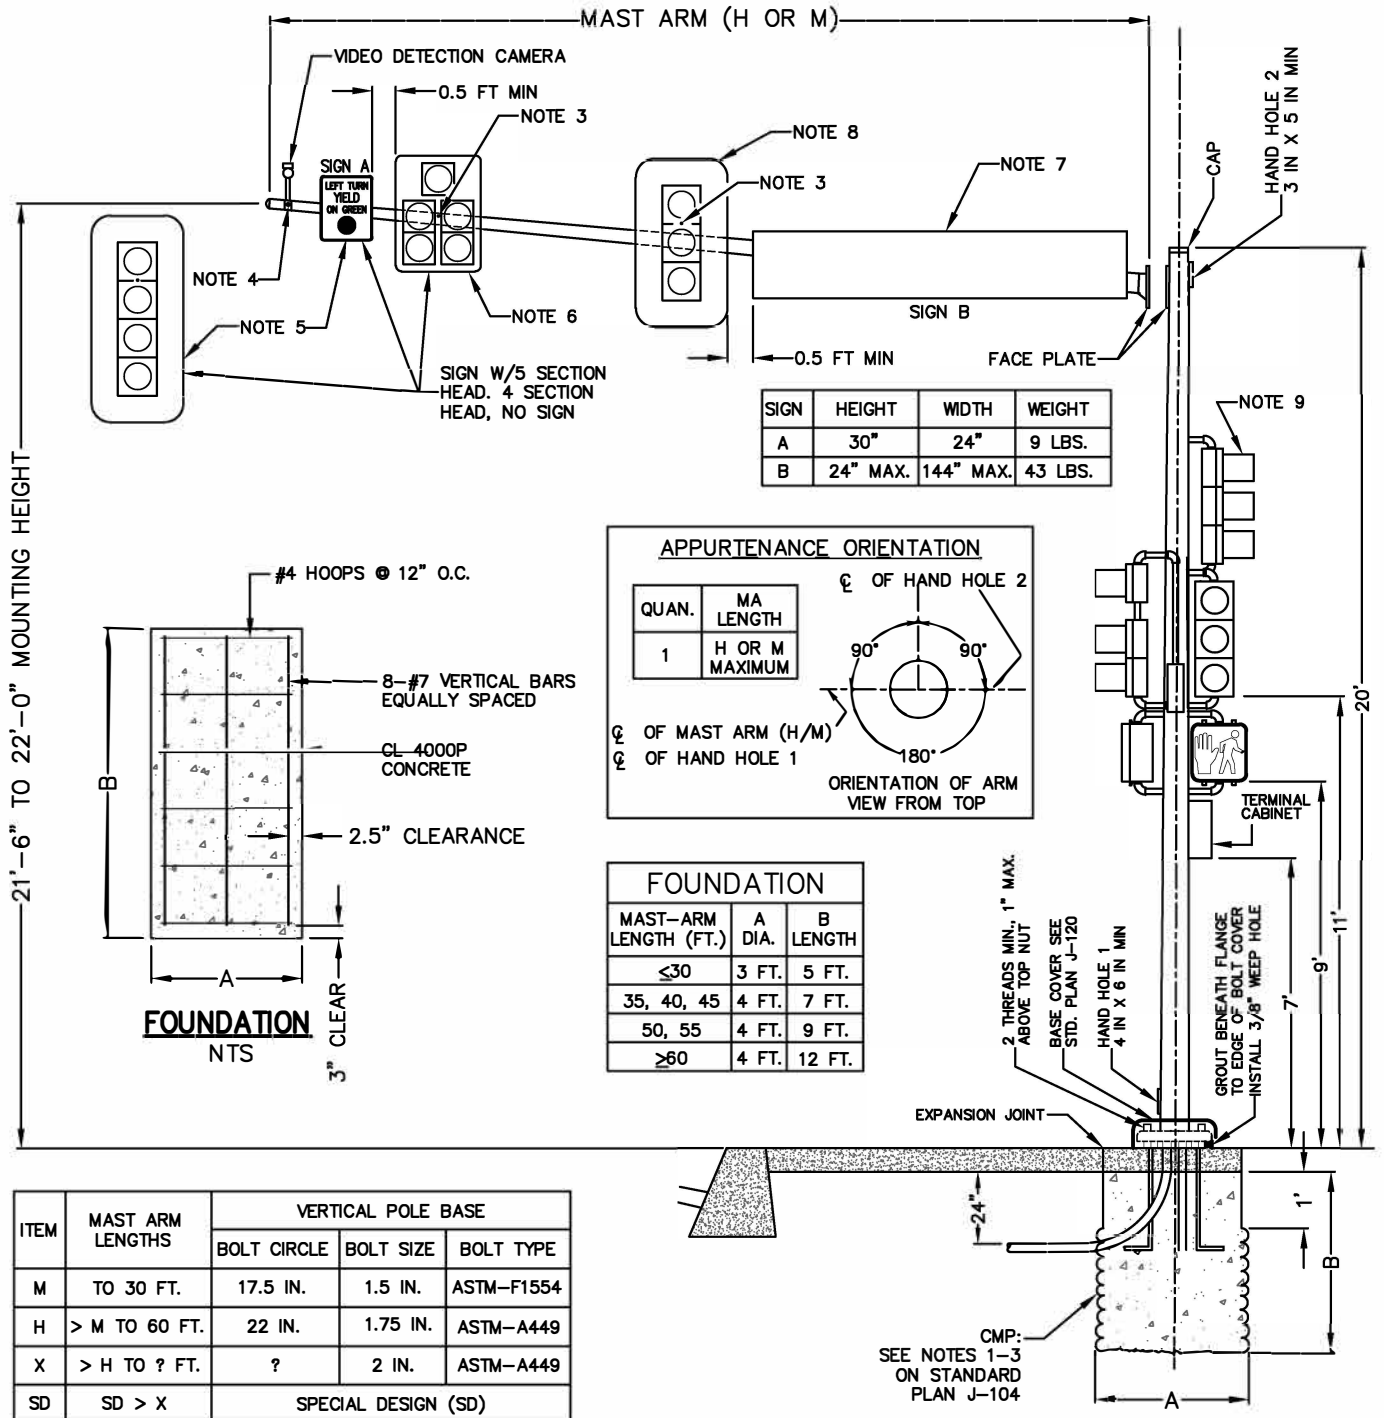 MAST ARM (H OR M)
VIDEO DETECTION CAMERA
0.5 FT MIN
NOTE 3
SIGN A
LEFT TURN
YIELD
ON GREEN
NOTE 8
NOTE 3
NOTE 7
CAP
HAND HOLE 2
3 IN X 5 IN MIN
NOTE 4
NOTE 5
NOTE 6
SIGN B
0.5 FT MIN
FACE PLATE
SIGN W/5 SECTION
HEAD. 4 SECTION
HEAD, NO SIGN
SIGN HEIGHT WIDTH WEIGHT
A 30" 24" 9 LBS.
B 24" MAX. 144" MAX. 43 LBS.
NOTE 9
21'-6" TO 22'-0" MOUNTING HEIGHT
#4 HOOPS @ 12" O.C.
8-#7 VERTICAL BARS
EQUALLY SPACED
CL 4000P
CONCRETE
B
2.5" CLEARANCE
A
3" CLEAR
FOUNDATION
NTS
APPURTENANCE ORIENTATION
QUAN. MA LENGTH
1 H OR M MAXIMUM
℄ OF HAND HOLE 2
90° 90°
℄ OF MAST ARM (H/M)
℄ OF HAND HOLE 1
180°
ORIENTATION OF ARM
VIEW FROM TOP
FOUNDATION
MAST-ARM LENGTH (FT.) A DIA. B LENGTH
≤30 3 FT. 5 FT.
35, 40, 45 4 FT. 7 FT.
50, 55 4 FT. 9 FT.
≥60 4 FT. 12 FT.
TERMINAL
CABINET
20'
11'
9'
7'
2 THREADS MIN., 1" MAX.
ABOVE TOP NUT
BASE COVER SEE
STD. PLAN J-120
HAND HOLE 1
4 IN X 6 IN MIN
GROUT BENEATH FLANGE
TO EDGE OF BOLT COVER
INSTALL 3/8" WEEP HOLE
EXPANSION JOINT
24"
1'
B
CMP:
SEE NOTES 1-3
ON STANDARD
PLAN J-104
A
ITEM MAST ARM LENGTHS VERTICAL POLE BASE
BOLT CIRCLE BOLT SIZE BOLT TYPE
M TO 30 FT. 17.5 IN. 1.5 IN. ASTM-F1554
H > M TO 60 FT. 22 IN. 1.75 IN. ASTM-A449
X > H TO ? FT. ? 2 IN. ASTM-A449
SD SD > X SPECIAL DESIGN (SD)